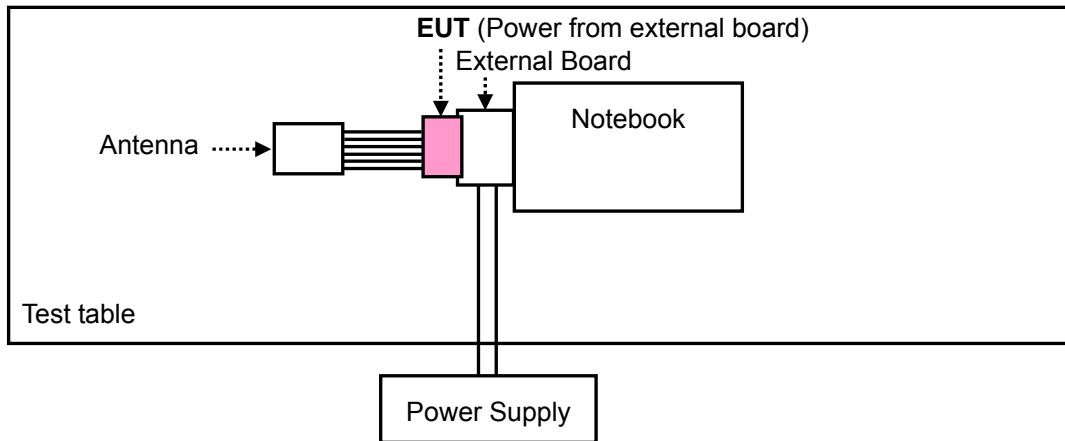 EUT (Power from external board)
External Board
Notebook
Antenna
Test table
Power Supply